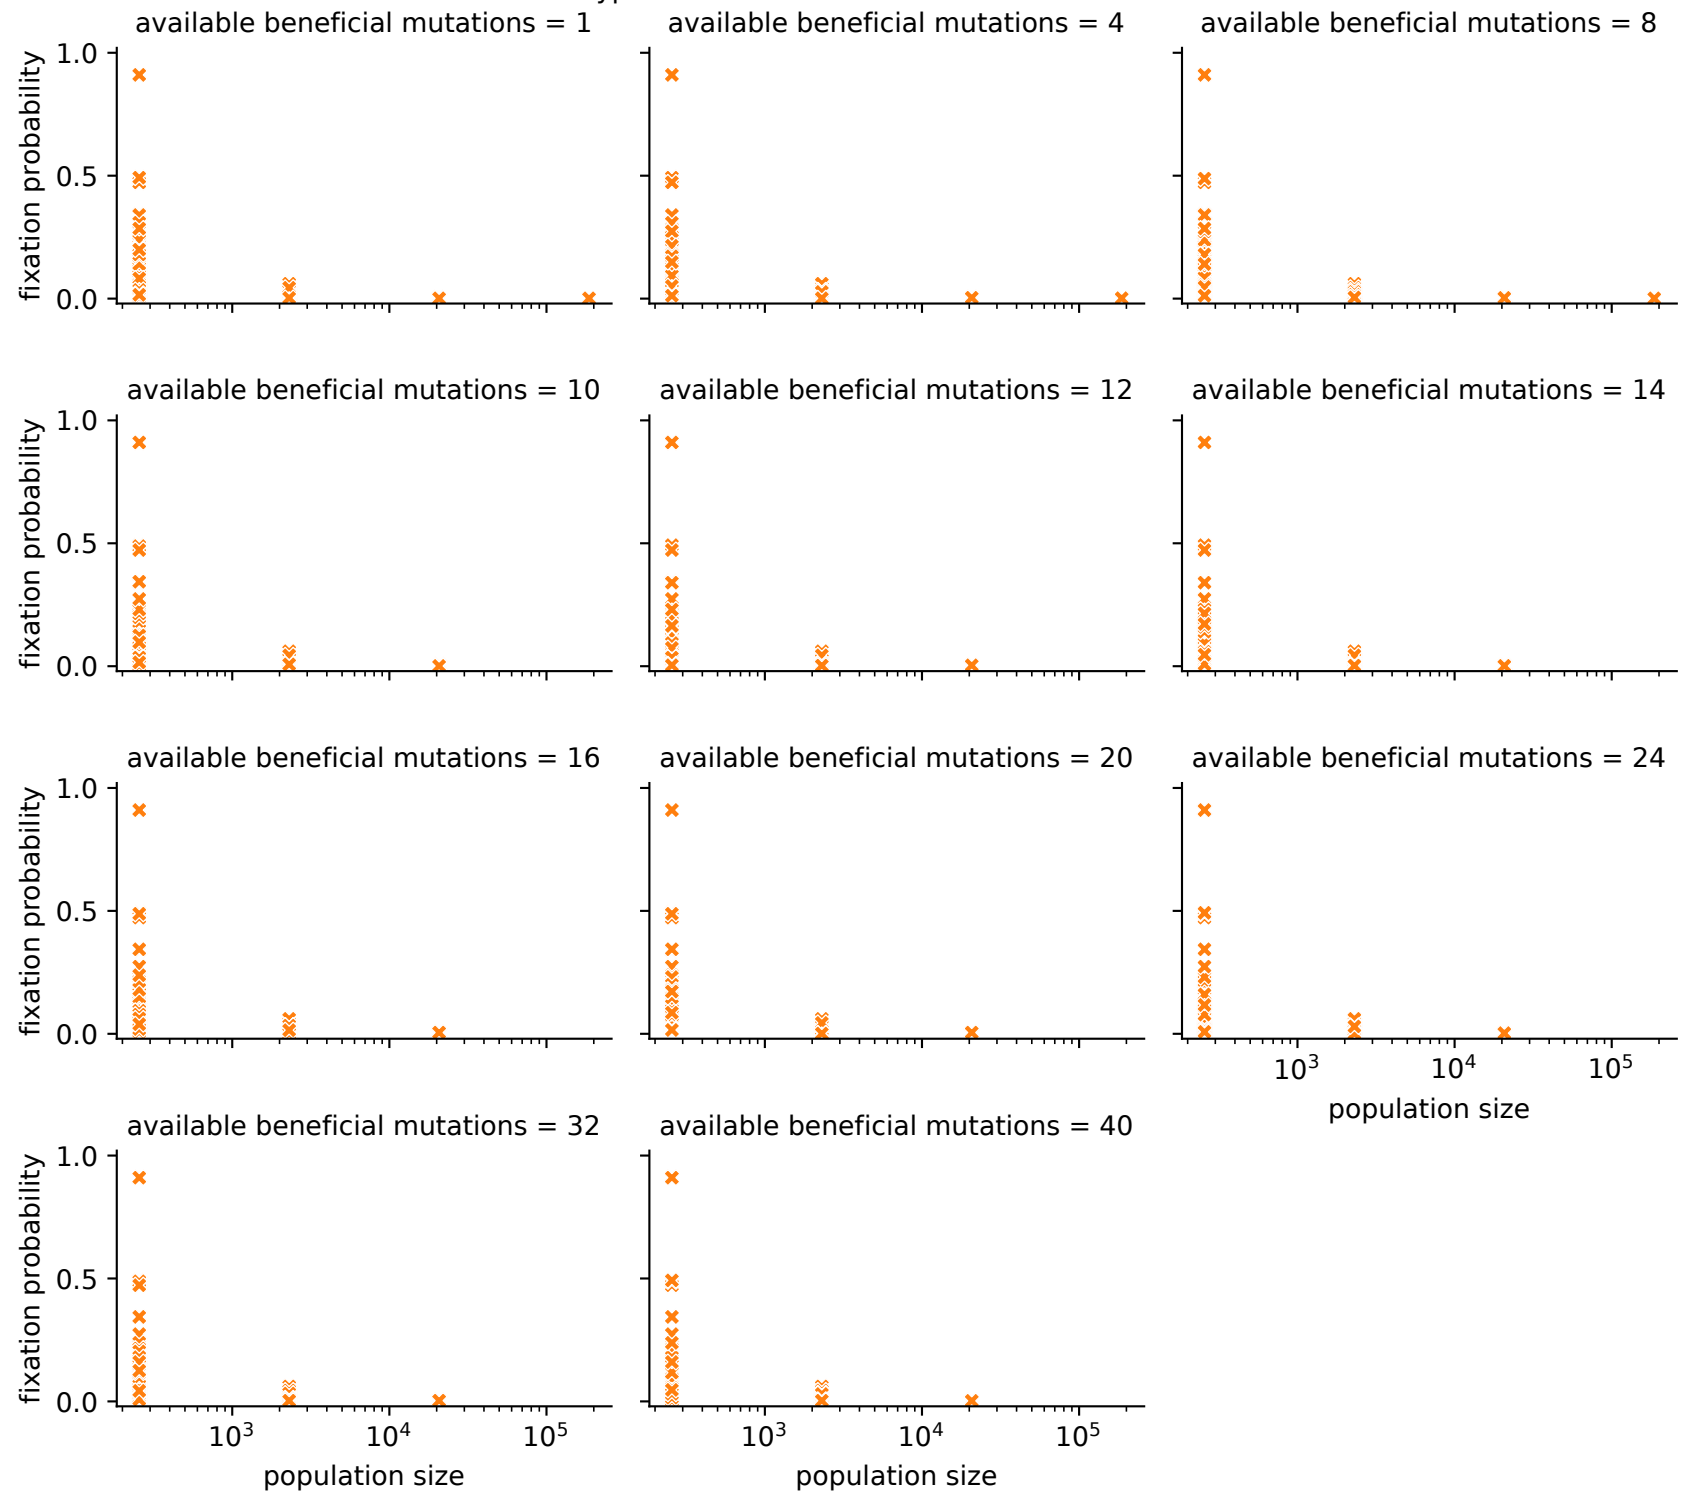 available beneficial mutations = 1
available beneficial mutations = 4
available beneficial mutations = 8
fixation probability
1.0
0.5
0.0
available beneficial mutations = 10
available beneficial mutations = 12
available beneficial mutations = 14
fixation probability
1.0
0.5
0.0
available beneficial mutations = 16
available beneficial mutations = 20
available beneficial mutations = 24
fixation probability
1.0
0.5
0.0
10³ 10⁴ 10⁵
population size
available beneficial mutations = 32
available beneficial mutations = 40
fixation probability
1.0
0.5
0.0
10³ 10⁴ 10⁵
population size
10³ 10⁴ 10⁵
population size